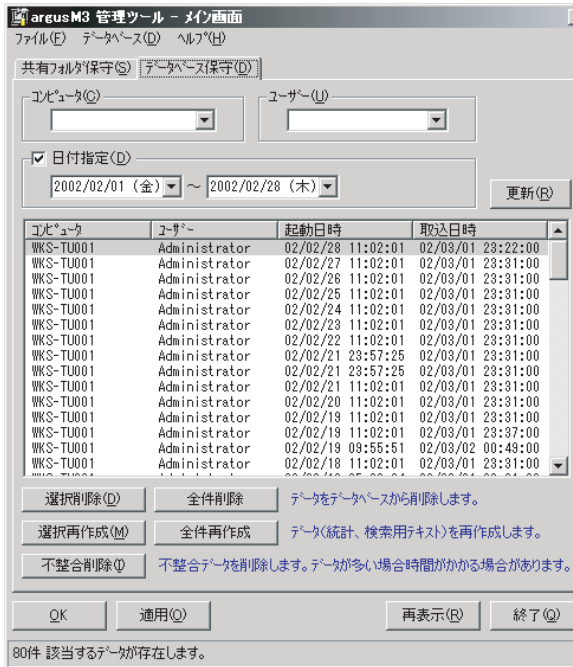 argusM3 管理ツール - メイン画面
ファイル(F) データベース(D) ヘルプ(H)
共有フォルダ保守(S) データベース保守(D)
コンピュータ(C) ユーザー(U)
日付指定(D)
2002/02/01 (金) ~ 2002/02/28 (木)
更新(R)
コンピュータ ユーザー 起動日時 取込日時
WKS-TU001 Administrator 02/02/28 11:02:01 02/03/01 23:22:00
WKS-TU001 Administrator 02/02/27 11:02:01 02/03/01 23:31:00
WKS-TU001 Administrator 02/02/26 11:02:01 02/03/01 23:31:00
WKS-TU001 Administrator 02/02/25 11:02:01 02/03/01 23:31:00
WKS-TU001 Administrator 02/02/24 11:02:01 02/03/01 23:31:00
WKS-TU001 Administrator 02/02/23 11:02:01 02/03/01 23:31:00
WKS-TU001 Administrator 02/02/22 11:02:01 02/03/01 23:31:00
WKS-TU001 Administrator 02/02/21 23:57:25 02/03/01 23:31:00
WKS-TU001 Administrator 02/02/21 23:57:25 02/03/01 23:31:00
WKS-TU001 Administrator 02/02/21 11:02:01 02/03/01 23:31:00
WKS-TU001 Administrator 02/02/20 11:02:01 02/03/01 23:31:00
WKS-TU001 Administrator 02/02/19 11:02:01 02/03/01 23:31:00
WKS-TU001 Administrator 02/02/19 11:02:01 02/03/01 23:37:00
WKS-TU001 Administrator 02/02/19 09:55:51 02/03/02 00:49:00
WKS-TU001 Administrator 02/02/18 11:02:01 02/03/01 23:31:00
選択削除(D) 全件削除 データをデータベースから削除します。
選択再作成(M) 全件再作成 データ(統計、検索用テキスト)を再作成します。
不整合削除(I) 不整合データを削除します。データが多い場合時間がかかる場合があります。
OK 適用(O) 再表示(R) 終了(Q)
80件 該当するデータが存在します。